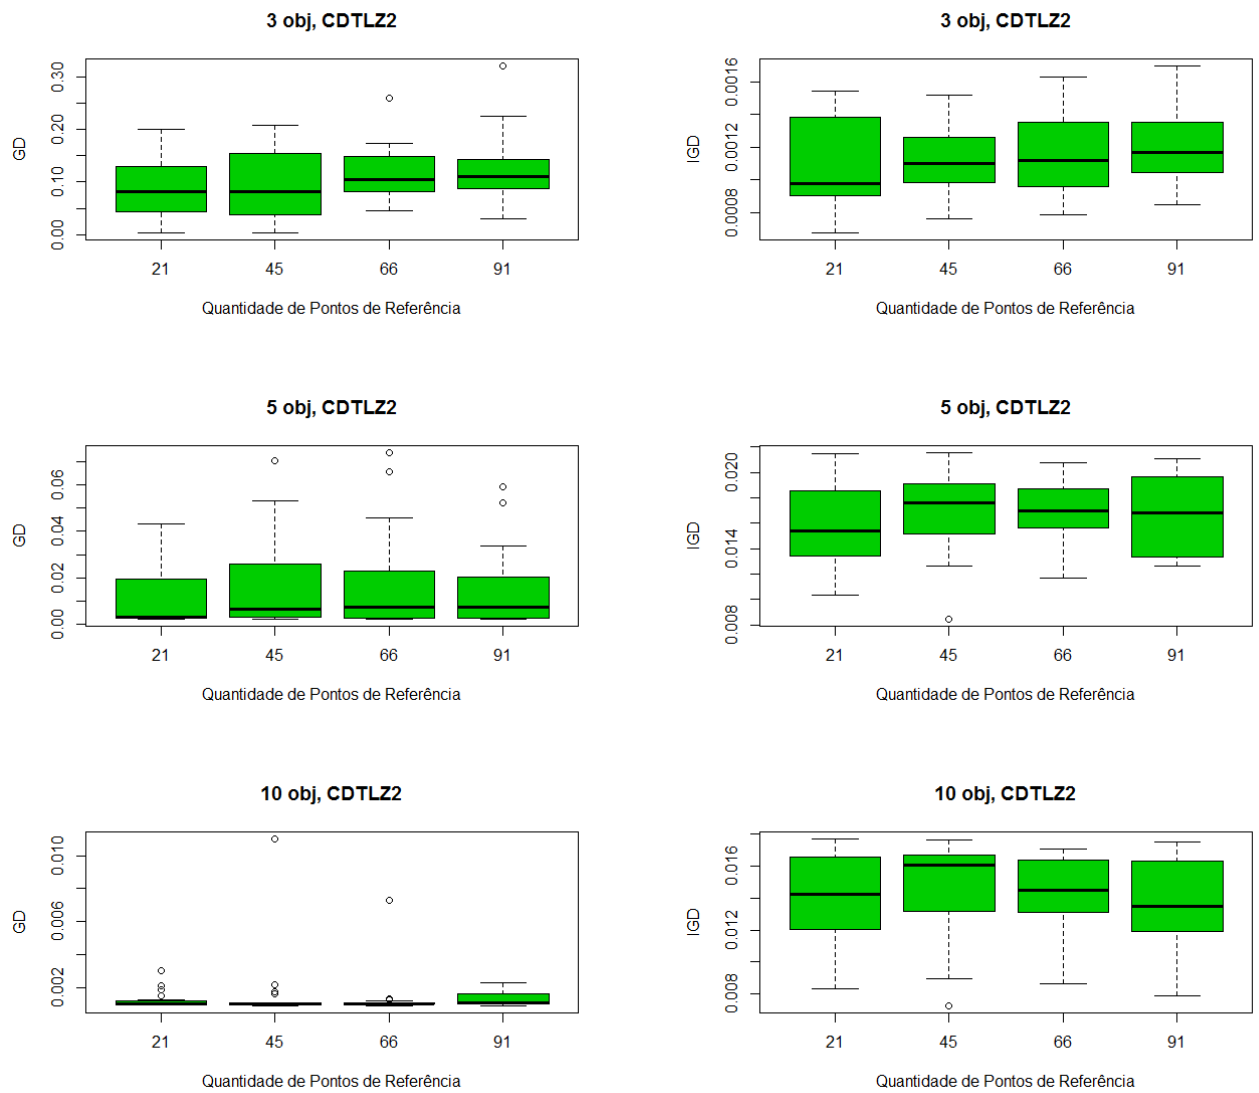 3 obj, CDTLZ2
GD
0.00 0.10 0.20 0.30
21 45 66 91
Quantidade de Pontos de Referência
3 obj, CDTLZ2
IGD
0.0008 0.0012 0.0016
21 45 66 91
Quantidade de Pontos de Referência
5 obj, CDTLZ2
GD
0.00 0.02 0.04 0.06
21 45 66 91
Quantidade de Pontos de Referência
5 obj, CDTLZ2
IGD
0.008 0.014 0.020
21 45 66 91
Quantidade de Pontos de Referência
10 obj, CDTLZ2
GD
0.002 0.006 0.010
21 45 66 91
Quantidade de Pontos de Referência
10 obj, CDTLZ2
IGD
0.008 0.012 0.016
21 45 66 91
Quantidade de Pontos de Referência